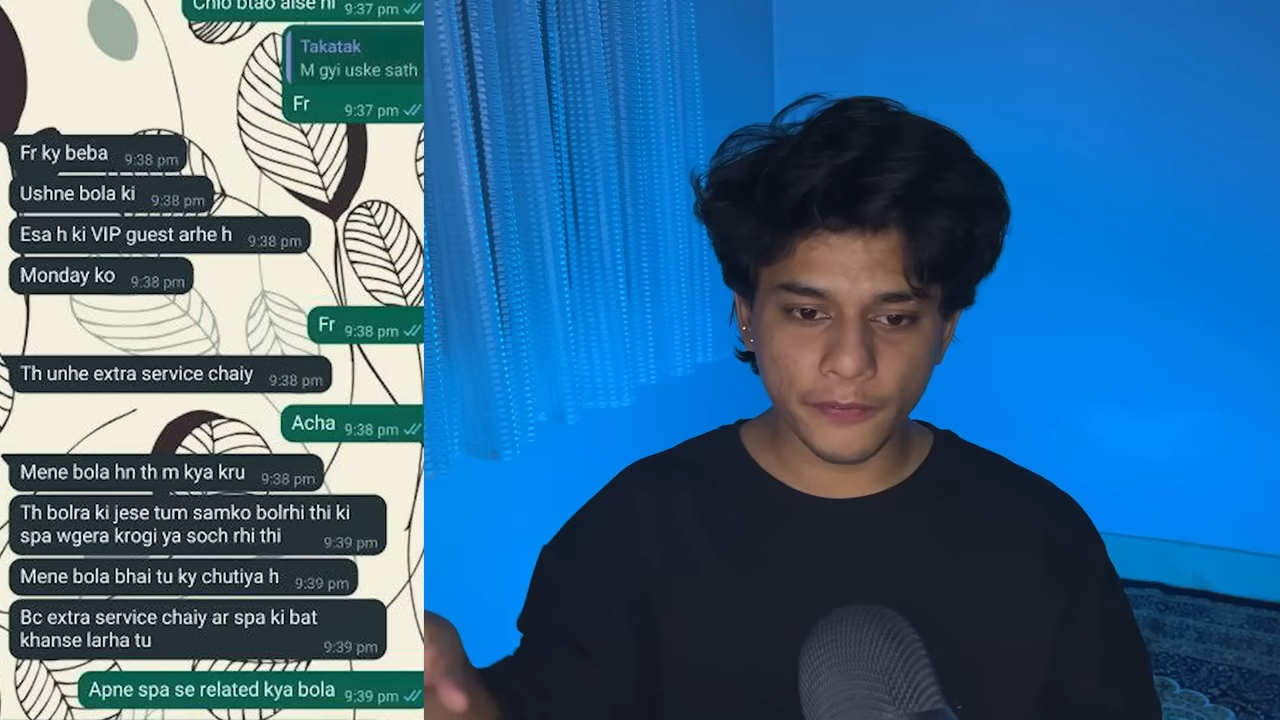 Chlo btao aise hi 9:37 pm
Takatak
M gyi uske sath
Fr 9:37 pm
Fr ky beba 9:38 pm
Ushne bola ki 9:38 pm
Esa h ki VIP guest arhe h 9:38 pm
Monday ko 9:38 pm
Fr 9:38 pm
Th unhe extra service chaiy 9:38 pm
Acha 9:38 pm
Mene bola hn th m kya kru 9:38 pm
Th bolra ki jese tum samko bolrhi thi ki
spa wgera krogi ya soch rhi thi 9:39 pm
Mene bola bhai tu ky chutiya h 9:39 pm
Bc extra service chaiy ar spa ki bat
khanse larha tu 9:39 pm
Apne spa se related kya bola 9:39 pm